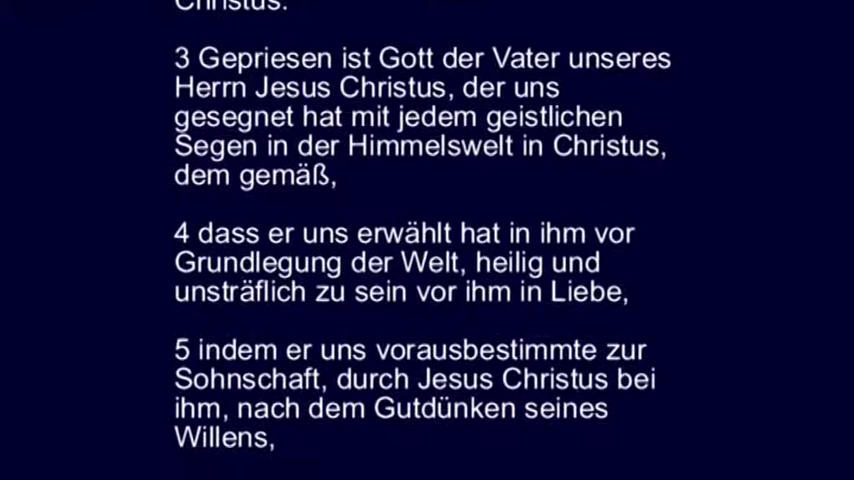 Christus.
3 Gepriesen ist Gott der Vater unseres
Herrn Jesus Christus, der uns
gesegnet hat mit jedem geistlichen
Segen in der Himmelswelt in Christus,
dem gemäß,
4 dass er uns erwählt hat in ihm vor
Grundlegung der Welt, heilig und
unsträflich zu sein vor ihm in Liebe,
5 indem er uns vorausbestimmte zur
Sohnschaft, durch Jesus Christus bei
ihm, nach dem Gutdünken seines
Willens,